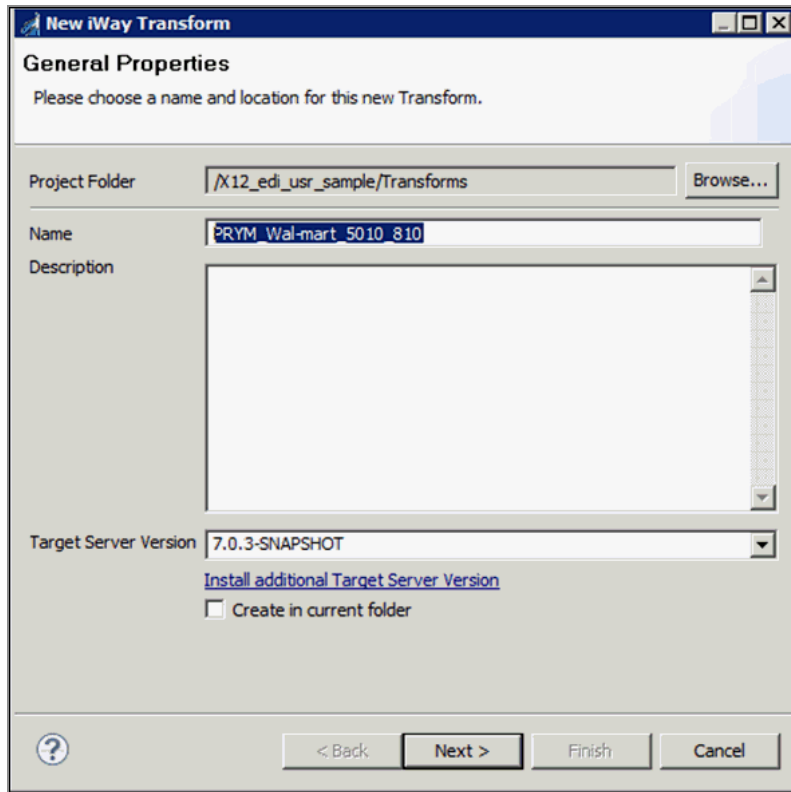 New iWay Transform
General Properties
Please choose a name and location for this new Transform.
Project Folder /X12_edi_usr_sample/Transforms Browse...
Name PRYM_Wal-mart_5010_810
Description
Target Server Version 7.0.3-SNAPSHOT
Install additional Target Server Version
Create in current folder
? < Back Next > Finish Cancel